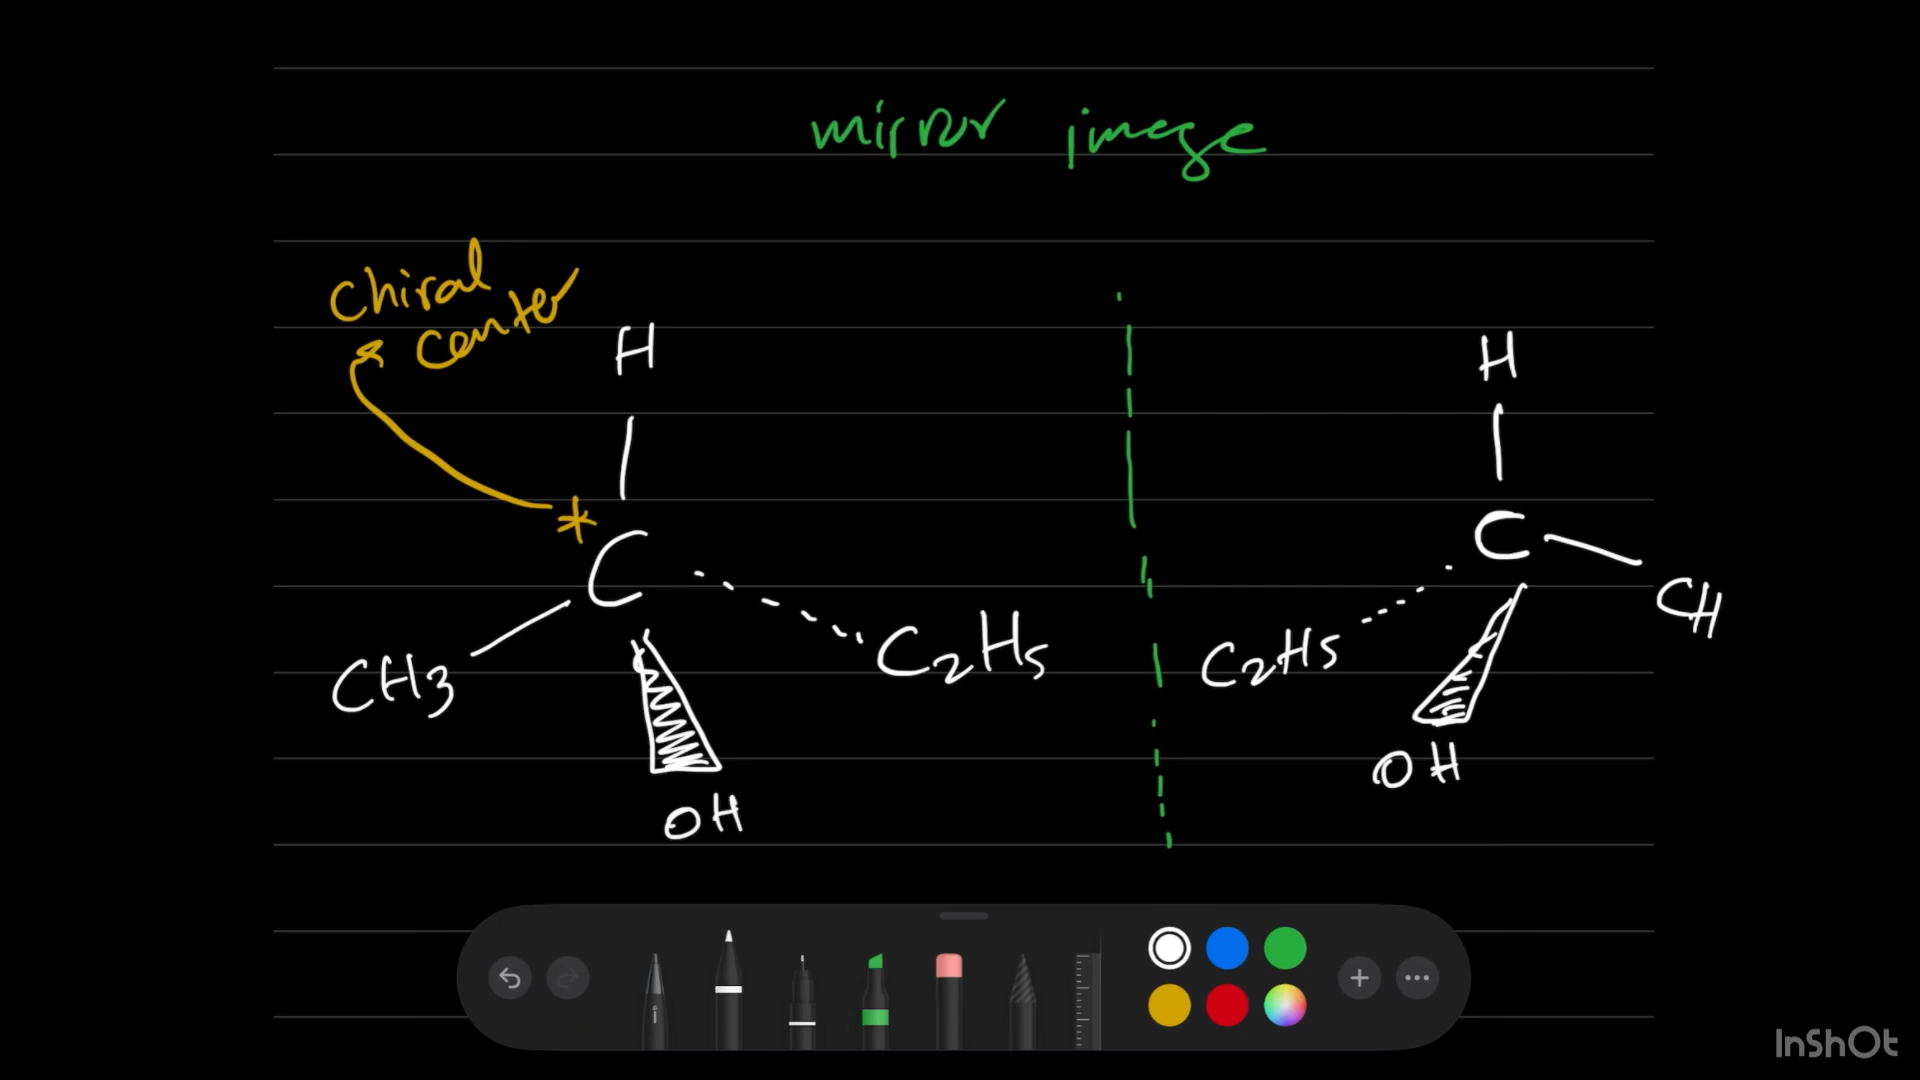 mirror image
chiral
center
H
H
*
C
C
CH3
C2H5
C2H5
CH
OH
OH
InShOt